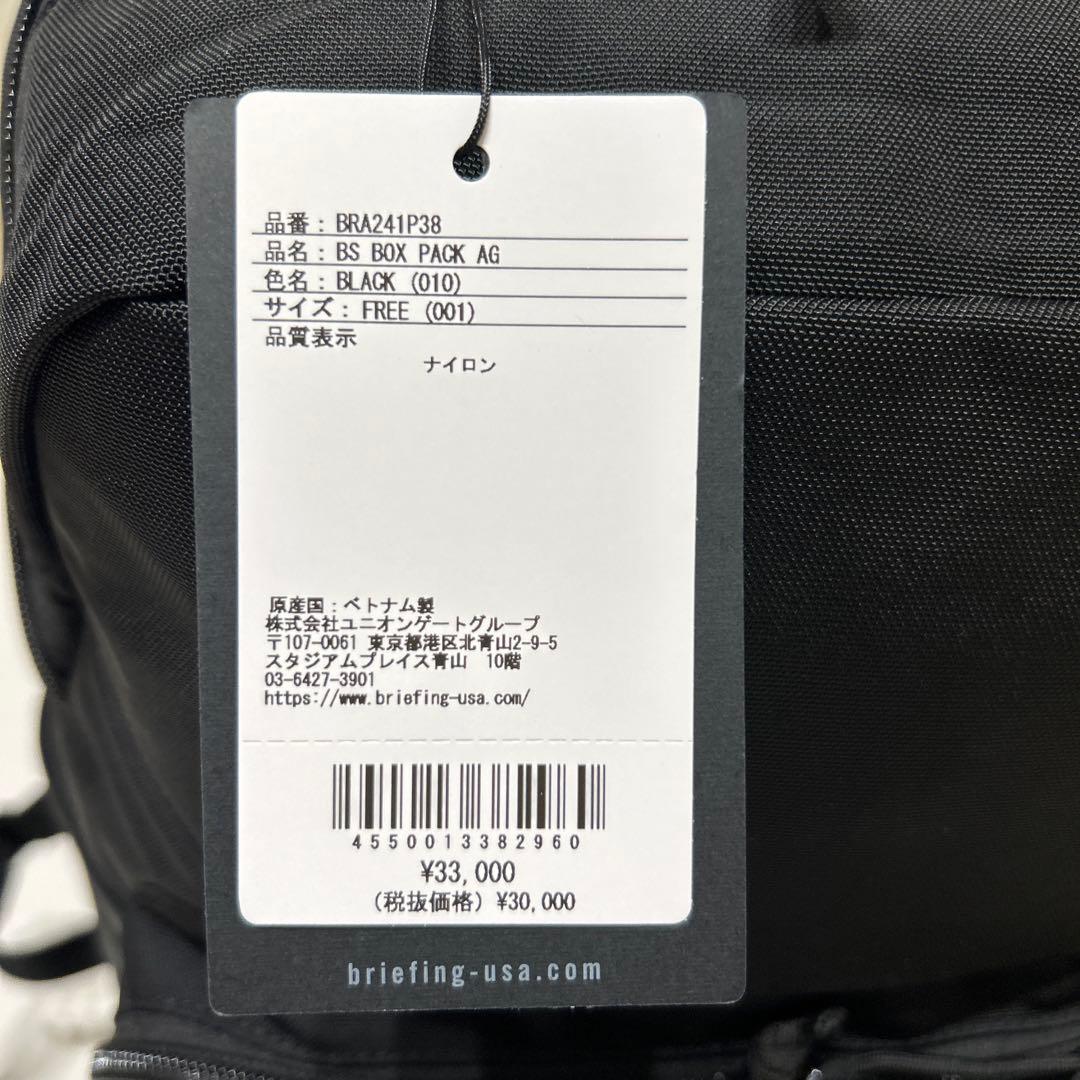 品番：BRA241P38
品名：BS BOX PACK AG
色名：BLACK (010)
サイズ：FREE (001)
品質表示
ナイロン
原産国：ベトナム製
株式会社ユニオンゲートグループ
〒107-0061 東京都港区北青山2-9-5
スタジアムプレイス青山 10階
03-6427-3901
https://www.briefing-usa.com/
4550013382960
¥33,000
（税抜価格）¥30,000
briefing-usa.com